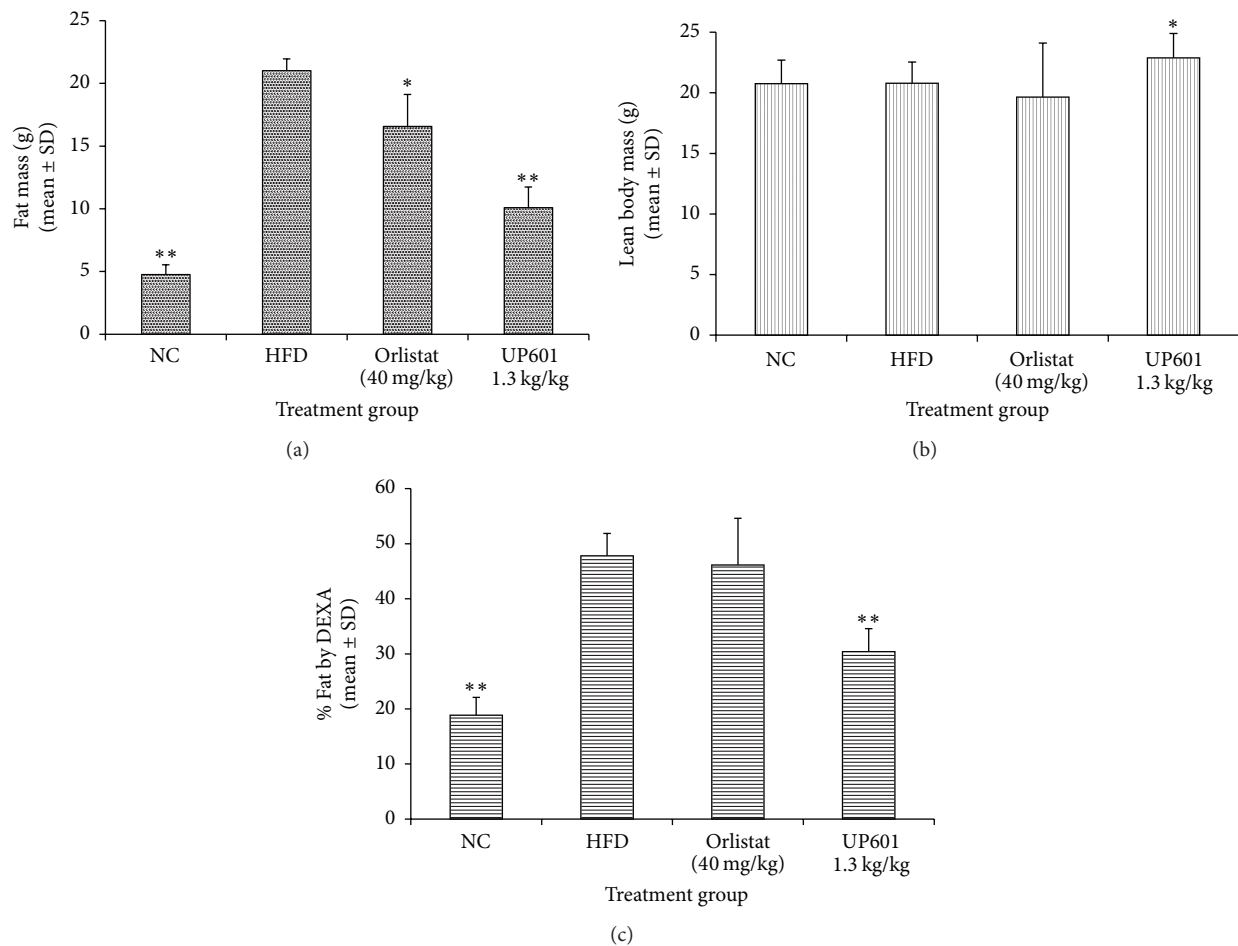 25
20
15
10
5
0
Fat mass (g)
(mean ± SD)
**
*
**
NC
HFD
Orlistat
(40 mg/kg)
UP601
1.3 kg/kg
Treatment group
(a)
25
20
15
10
5
0
Lean body mass (g)
(mean ± SD)
*
NC
HFD
Orlistat
(40 mg/kg)
UP601
1.3 kg/kg
Treatment group
(b)
60
50
40
30
20
10
0
% Fat by DEXA
(mean ± SD)
**
**
NC
HFD
Orlistat
(40 mg/kg)
UP601
1.3 kg/kg
Treatment group
(c)